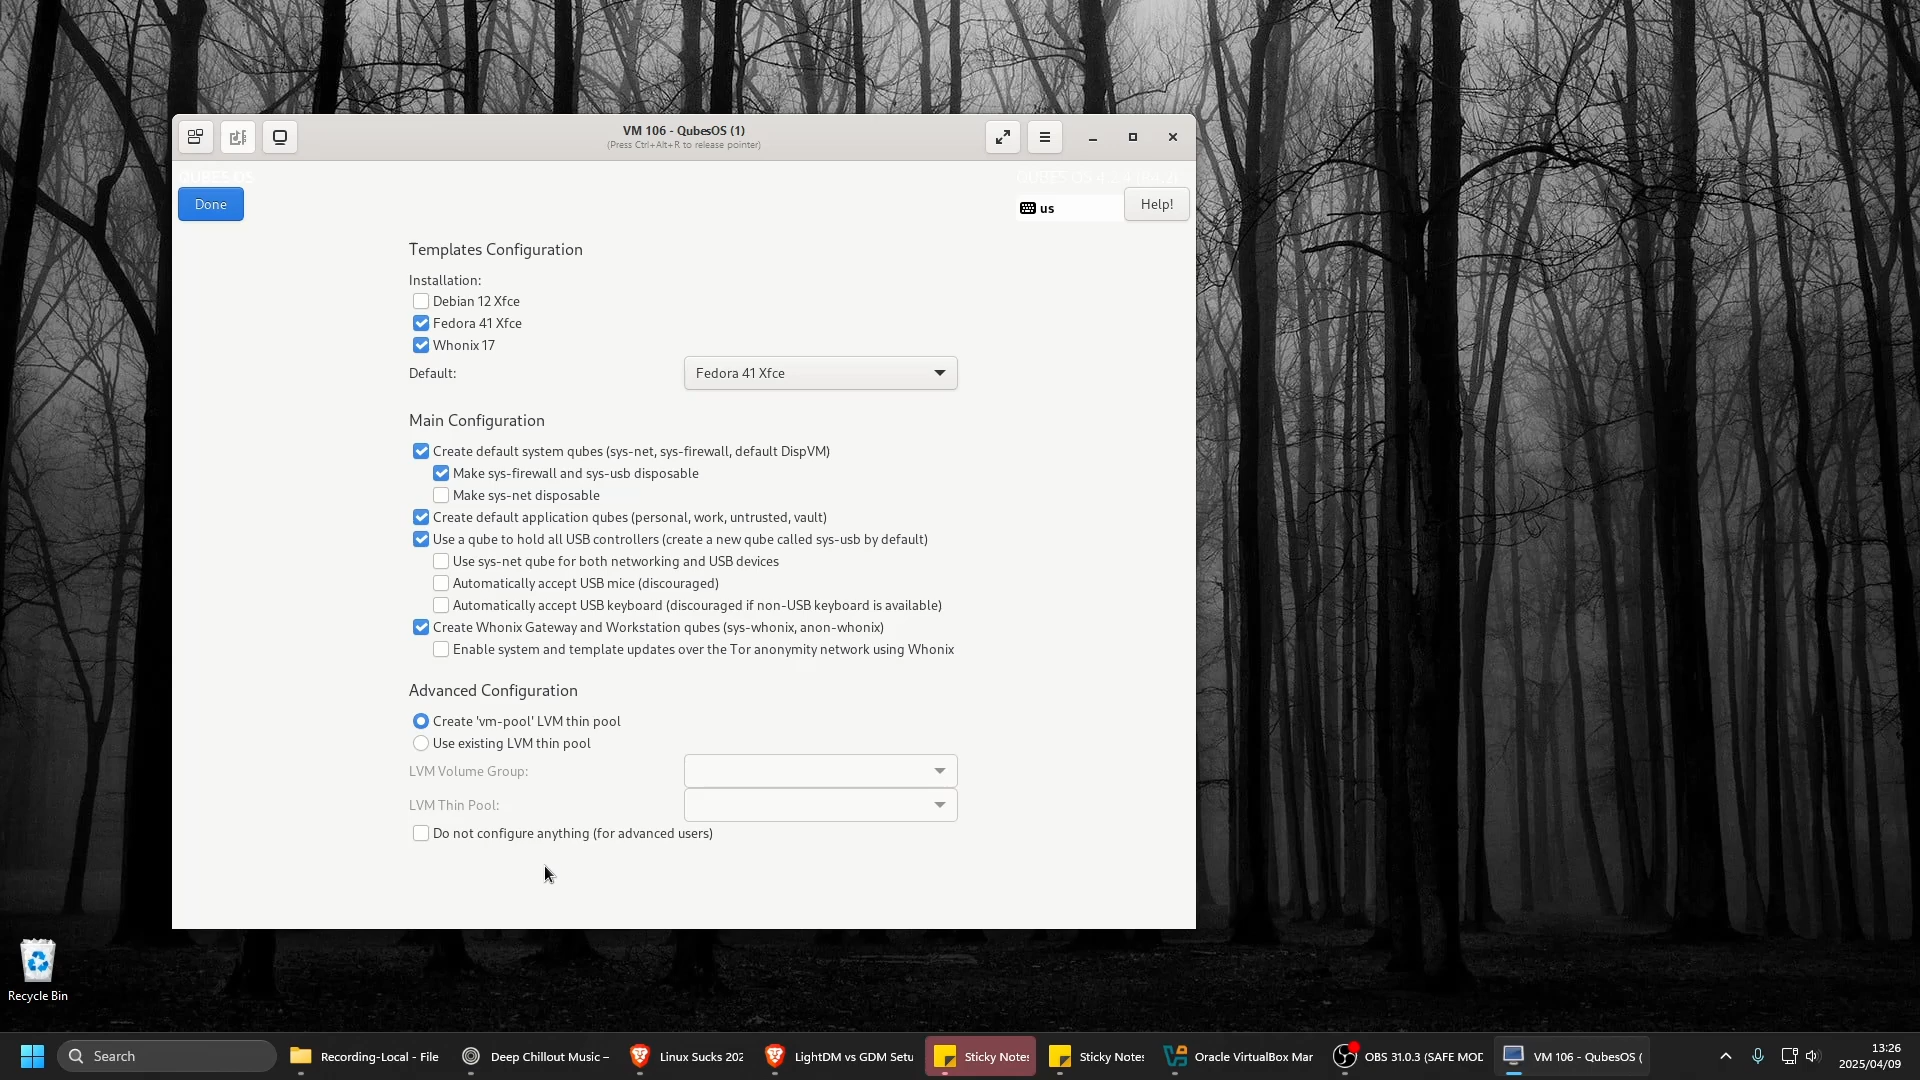 VM 106 - QubesOS (1)
(Press Ctrl+Alt+R to release pointer)
QUBES OS
Done
us
Help!
Templates Configuration
Installation:
Debian 12 Xfce
Fedora 41 Xfce
Whonix 17
Default:
Fedora 41 Xfce
Main Configuration
Create default system qubes (sys-net, sys-firewall, default DispVM)
Make sys-firewall and sys-usb disposable
Make sys-net disposable
Create default application qubes (personal, work, untrusted, vault)
Use a qube to hold all USB controllers (create a new qube called sys-usb by default)
Use sys-net qube for both networking and USB devices
Automatically accept USB mice (discouraged)
Automatically accept USB keyboard (discouraged if non-USB keyboard is available)
Create Whonix Gateway and Workstation qubes (sys-whonix, anon-whonix)
Enable system and template updates over the Tor anonymity network using Whonix
Advanced Configuration
Create 'vm-pool' LVM thin pool
Use existing LVM thin pool
LVM Volume Group:
LVM Thin Pool:
Do not configure anything (for advanced users)
Recycle Bin
Search
Recording-Local - File
Deep Chillout Music –
Linux Sucks 202
LightDM vs GDM Setu
Sticky Notes
Sticky Notes
Oracle VirtualBox Mar
OBS 31.0.3 (SAFE MOD
VM 106 - QubesOS (
13:26
2025/04/09